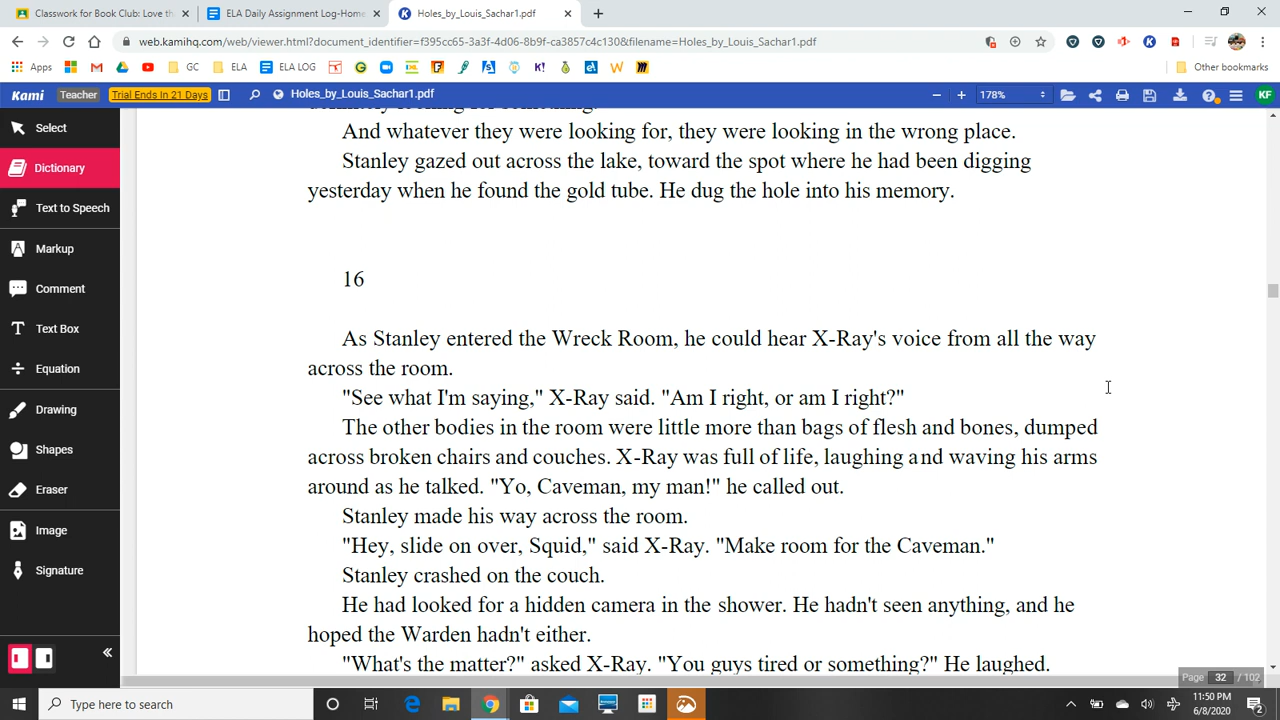 Classwork for Book Club: Love th
ELA Daily Assignment Log-Home
Holes_by_Louis_Sachar1.pdf
web.kamihq.com/web/viewer.html?document_identifier=f395cc65-3a3f-4d06-8b9f-ca3857c4c130&filename=Holes_by_Louis_Sachar1.pdf
Apps
GC
ELA
ELA LOG
K!
Other bookmarks
Kami
Teacher
Trial Ends In 21 Days
Holes_by_Louis_Sachar1.pdf
178%
KF
Select
Dictionary
Text to Speech
Markup
Comment
Text Box
Equation
Drawing
Shapes
Eraser
Image
Signature
And whatever they were looking for, they were looking in the wrong place.
Stanley gazed out across the lake, toward the spot where he had been digging
yesterday when he found the gold tube. He dug the hole into his memory.
16
As Stanley entered the Wreck Room, he could hear X-Ray's voice from all the way
across the room.
"See what I'm saying," X-Ray said. "Am I right, or am I right?"
The other bodies in the room were little more than bags of flesh and bones, dumped
across broken chairs and couches. X-Ray was full of life, laughing and waving his arms
around as he talked. "Yo, Caveman, my man!" he called out.
Stanley made his way across the room.
"Hey, slide on over, Squid," said X-Ray. "Make room for the Caveman."
Stanley crashed on the couch.
He had looked for a hidden camera in the shower. He hadn't seen anything, and he
hoped the Warden hadn't either.
"What's the matter?" asked X-Ray. "You guys tired or something?" He laughed.
Page 32 / 102
Type here to search
11:50 PM
6/8/2020
2